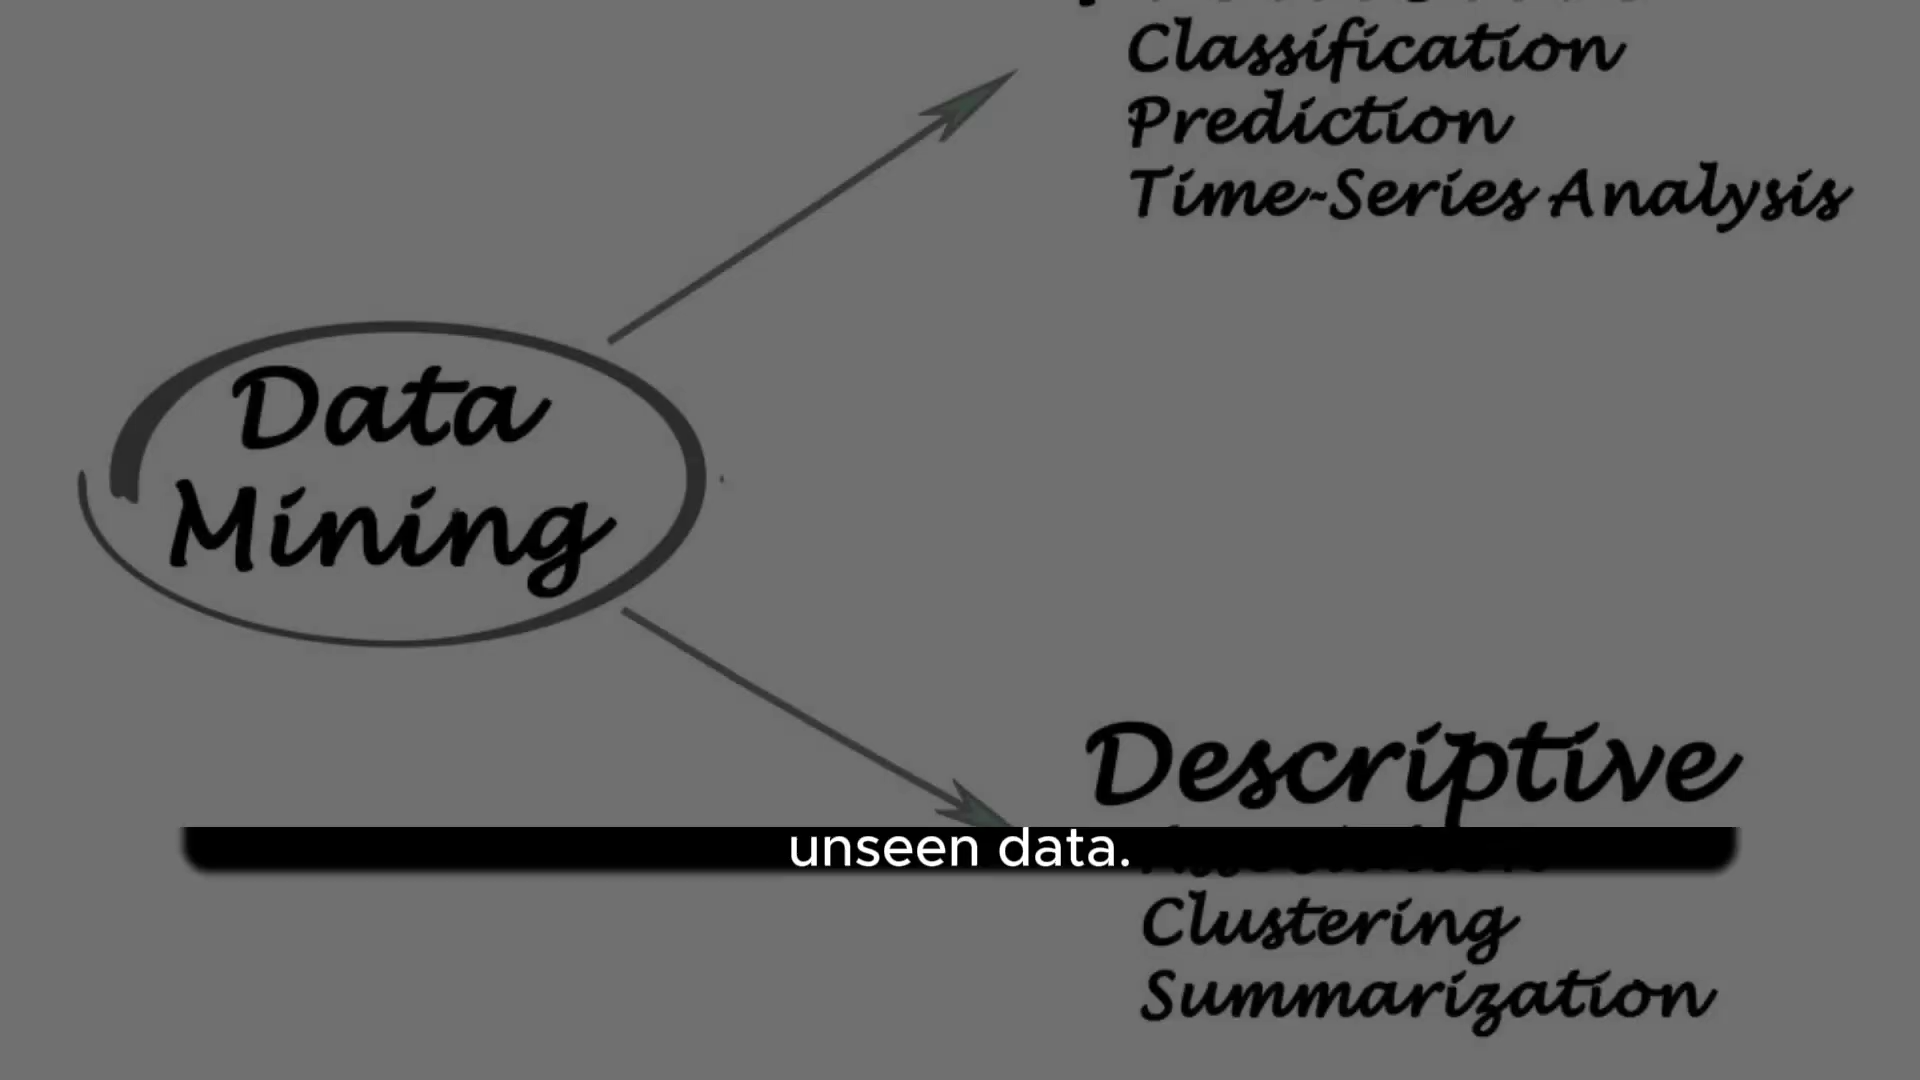 Classification
Prediction
Time-Series Analysis
Data
Mining
Descriptive
unseen data.
Clustering
Summarization